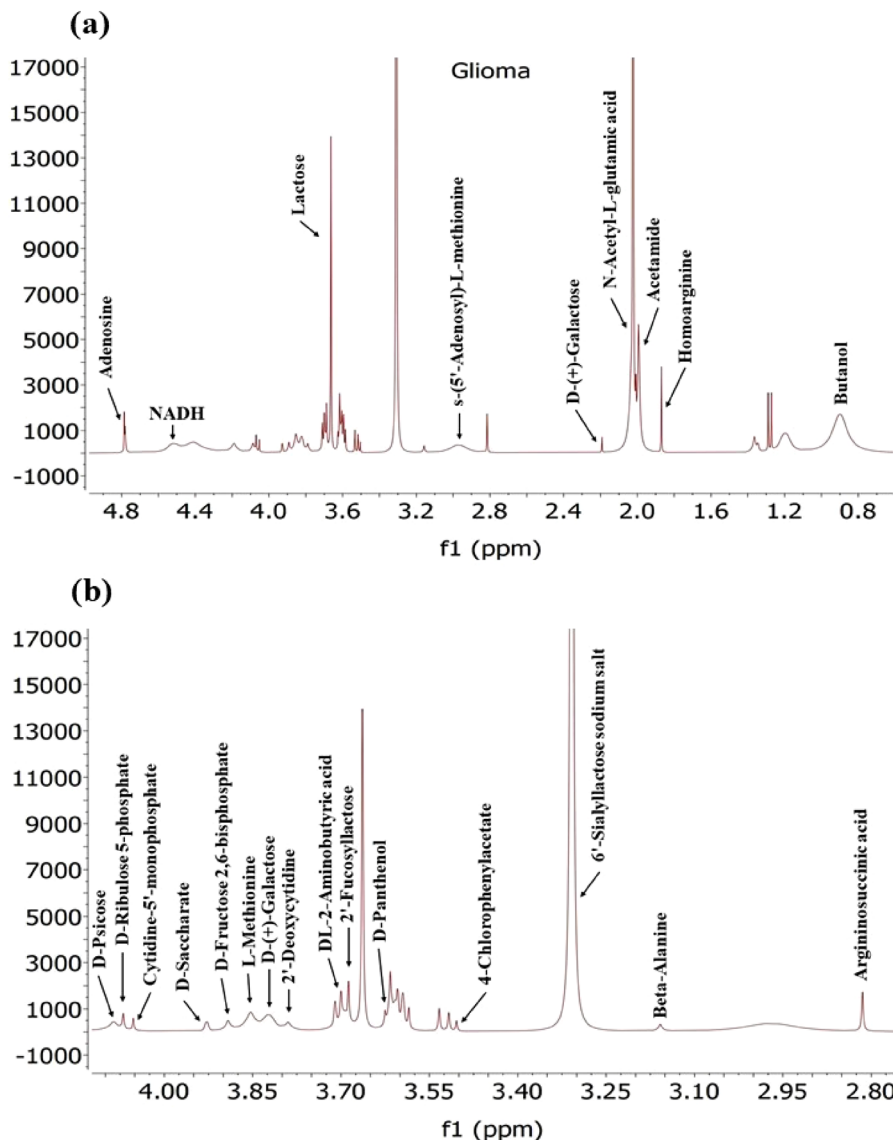 (a)
Glioma
17000
15000
13000
11000
9000
7000
5000
3000
1000
-1000
Adenosine
NADH
Lactose
s-(5'-Adenosyl)-L-methionine
D-(+)-Galactose
N-Acetyl-L-glutamic acid
Acetamide
Homoarginine
Butanol
4.8 4.4 4.0 3.6 3.2 2.8 2.4 2.0 1.6 1.2 0.8
f1 (ppm)
(b)
17000
15000
13000
11000
9000
7000
5000
3000
1000
-1000
D-Psicose
D-Ribulose 5-phosphate
Cytidine-5'-monophosphate
D-Saccharate
D-Fructose 2,6-bisphosphate
L-Methionine
D-(+)-Galactose
2'-Deoxycytidine
DL-2-Aminobutyric acid
2'-Fucosyllactose
D-Panthenol
4-Chlorophenylacetate
6'-Sialyllactose sodium salt
Beta-Alanine
Argininosuccinic acid
4.00 3.85 3.70 3.55 3.40 3.25 3.10 2.95 2.80
f1 (ppm)